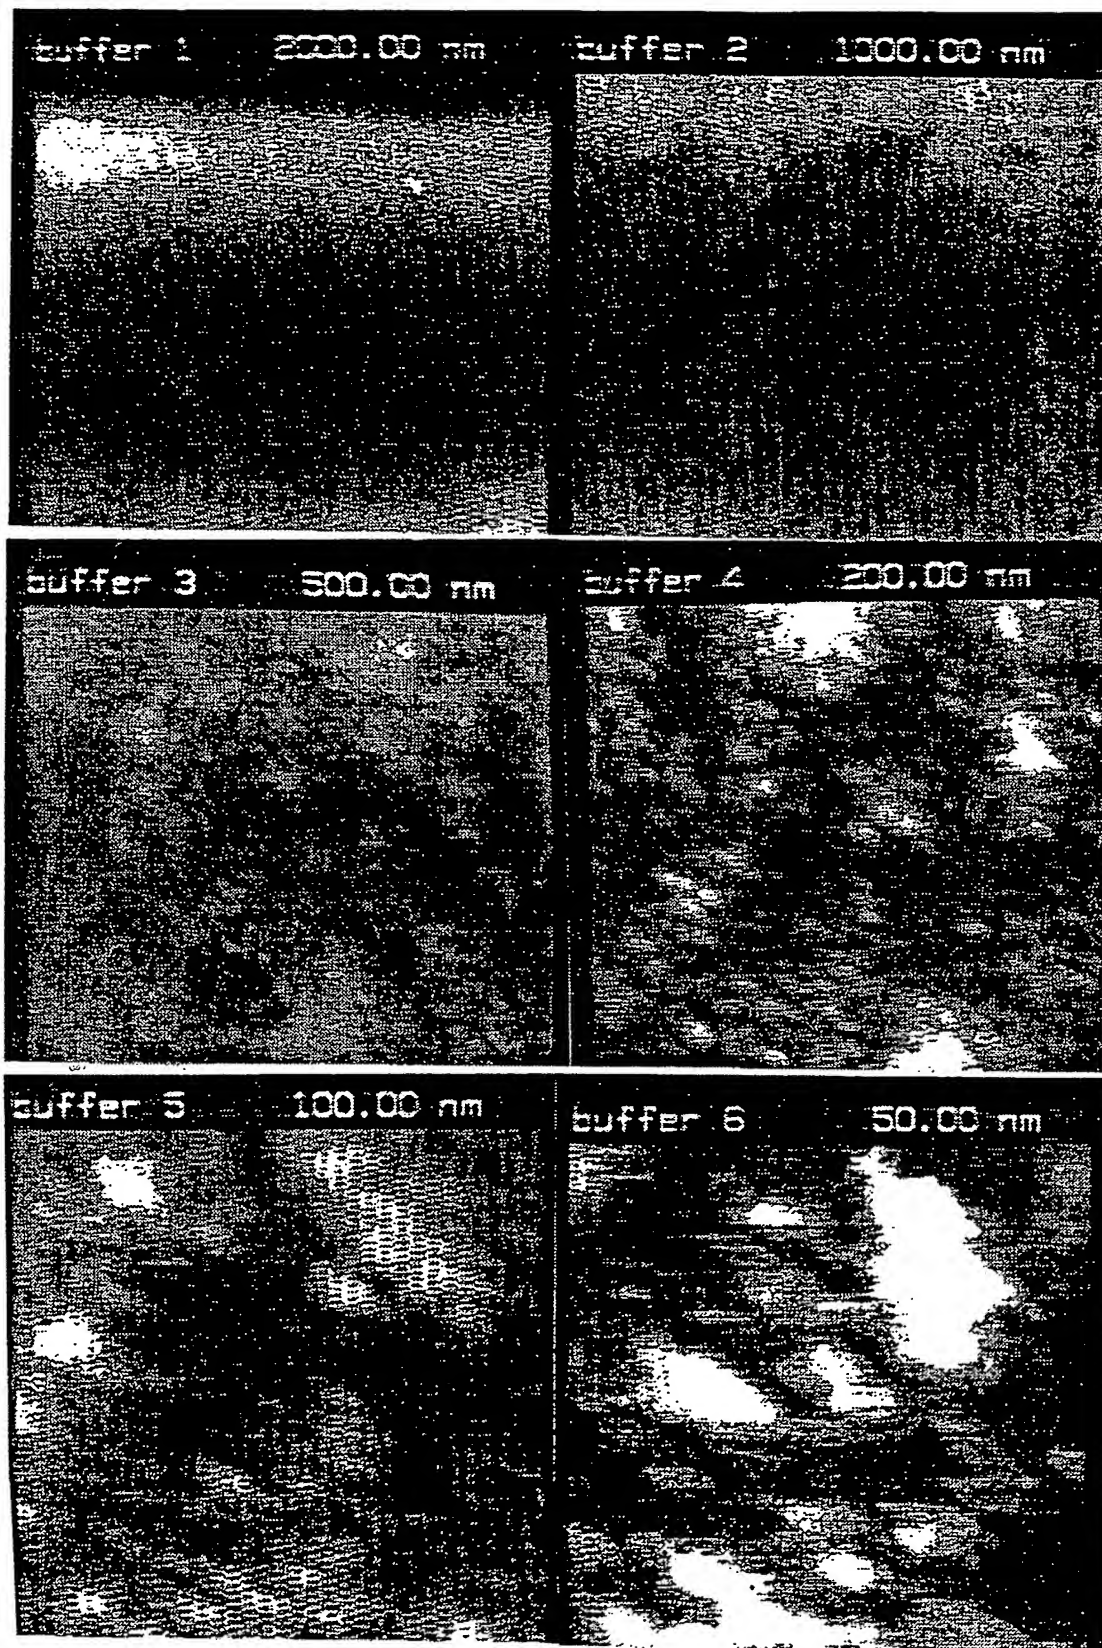 buffer 1 2000.00 nm
buffer 2 1000.00 nm
buffer 3 500.00 nm
buffer 4 200.00 nm
buffer 5 100.00 nm
buffer 6 50.00 nm